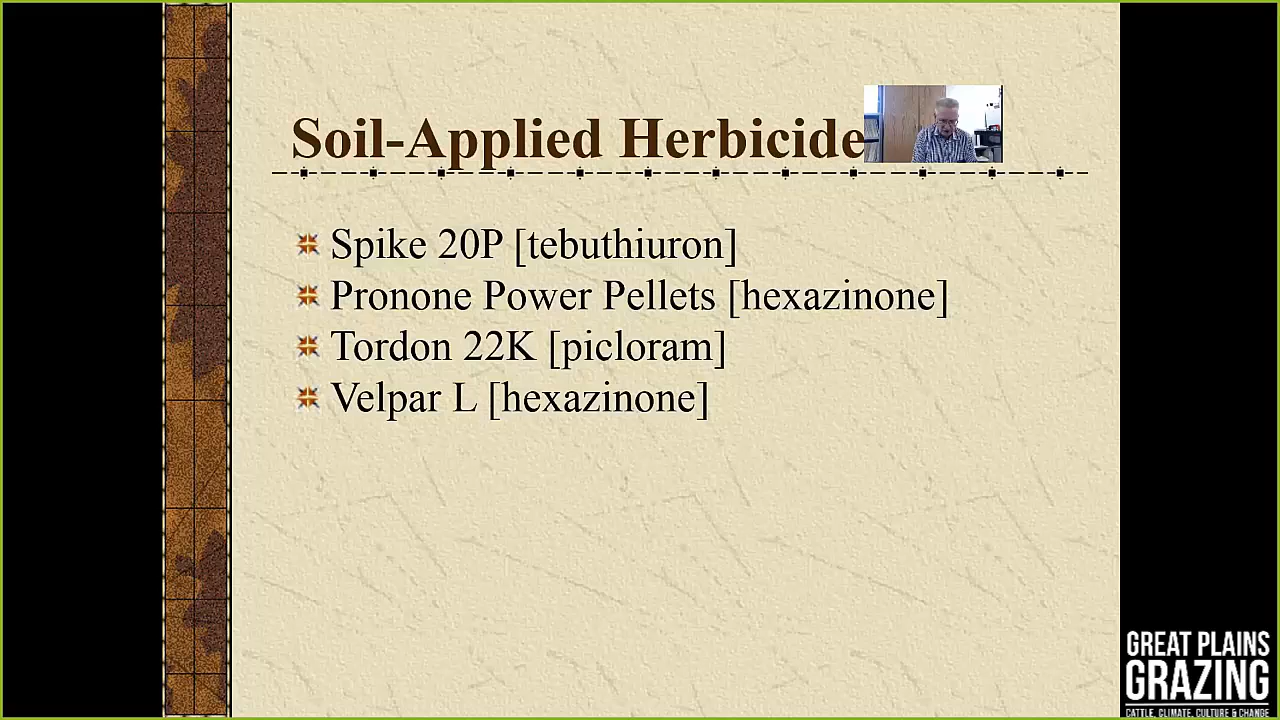 Soil-Applied Herbicide
Spike 20P [tebuthiuron]
Pronone Power Pellets [hexazinone]
Tordon 22K [picloram]
Velpar L [hexazinone]
GREAT PLAINS
GRAZING
CATTLE, CLIMATE, CULTURE & CHANGE